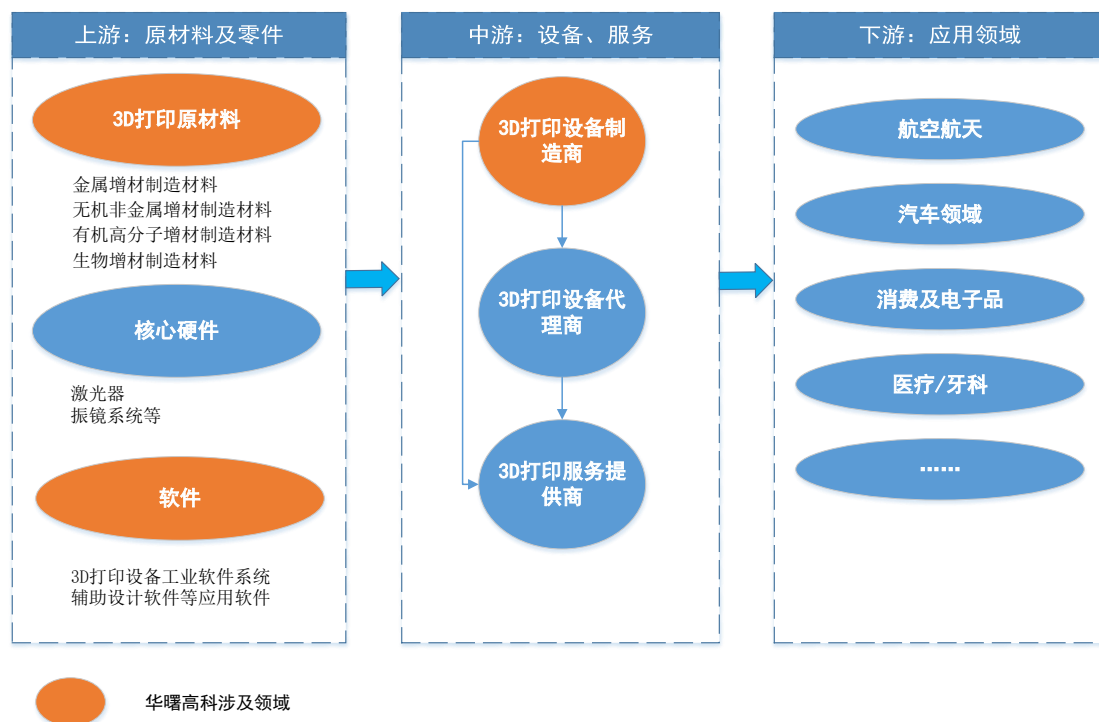 上游：原材料及零件
3D打印原材料
金属增材制造材料
无机非金属增材制造材料
有机高分子增材制造材料
生物增材制造材料
核心硬件
激光器
振镜系统等
软件
3D打印设备工业软件系统
辅助设计软件等应用软件
中游：设备、服务
3D打印设备制
造商
3D打印设备代
理商
3D打印服务提
供商
下游：应用领域
航空航天
汽车领域
消费及电子品
医疗/牙科
……
华曙高科涉及领域